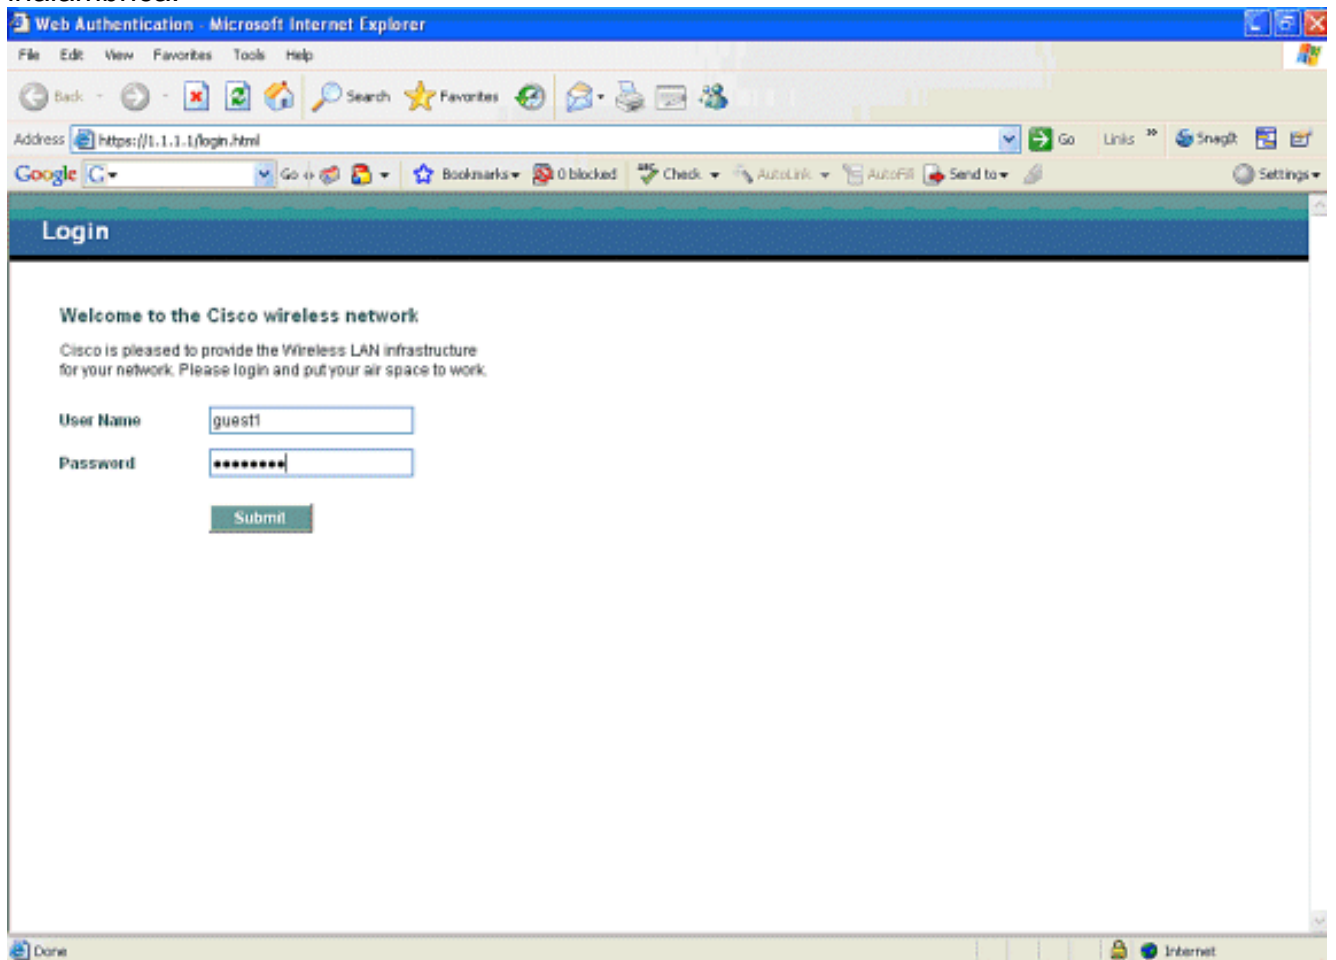 inalámbrica.
Web Authentication - Microsoft Internet Explorer
File Edit View Favorites Tools Help
Back Search Favorites
Address https://1.1.1.1/login.html Go Links » SnagIt
Google G Go Bookmarks 0 blocked ABC Check AutoLink AutoFill Send to Settings
Login
Welcome to the Cisco wireless network
Cisco is pleased to provide the Wireless LAN infrastructure
for your network. Please login and put your air space to work.
User Name guest1
Password ••••••••
Submit
Done Internet